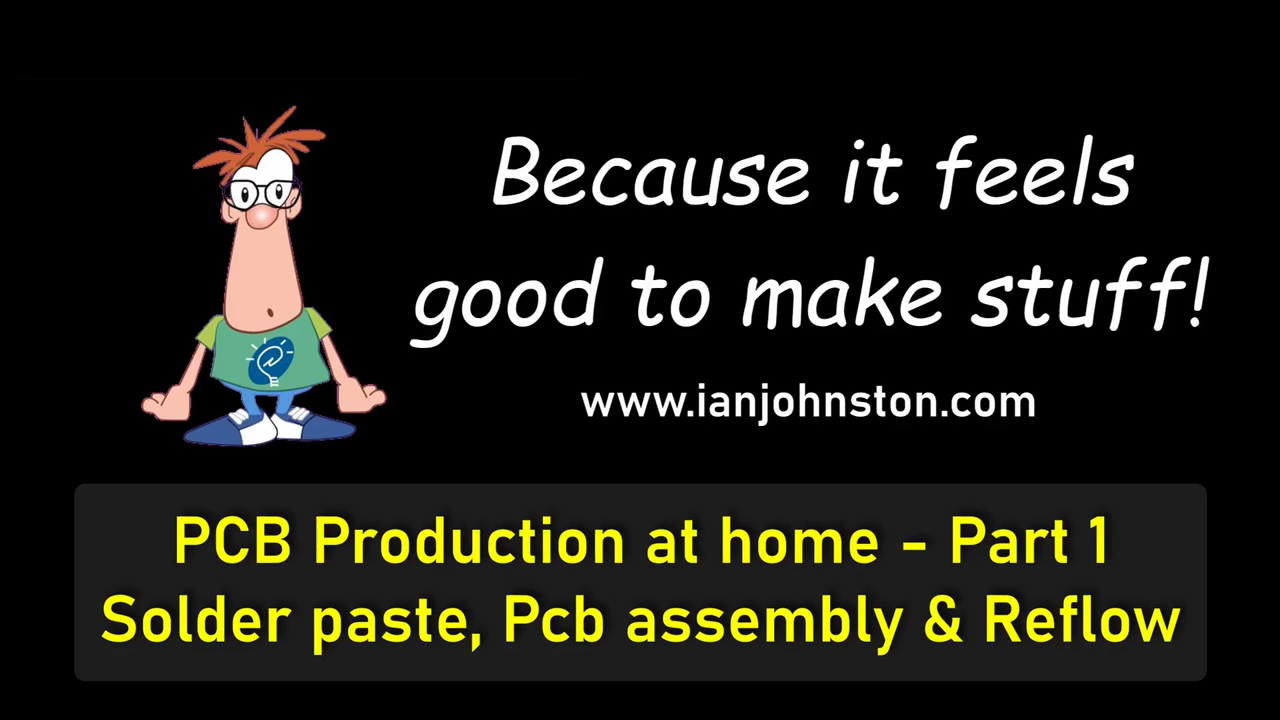 Because it feels
good to make stuff!
www.ianjohnston.com
PCB Production at home - Part 1
Solder paste, Pcb assembly & Reflow